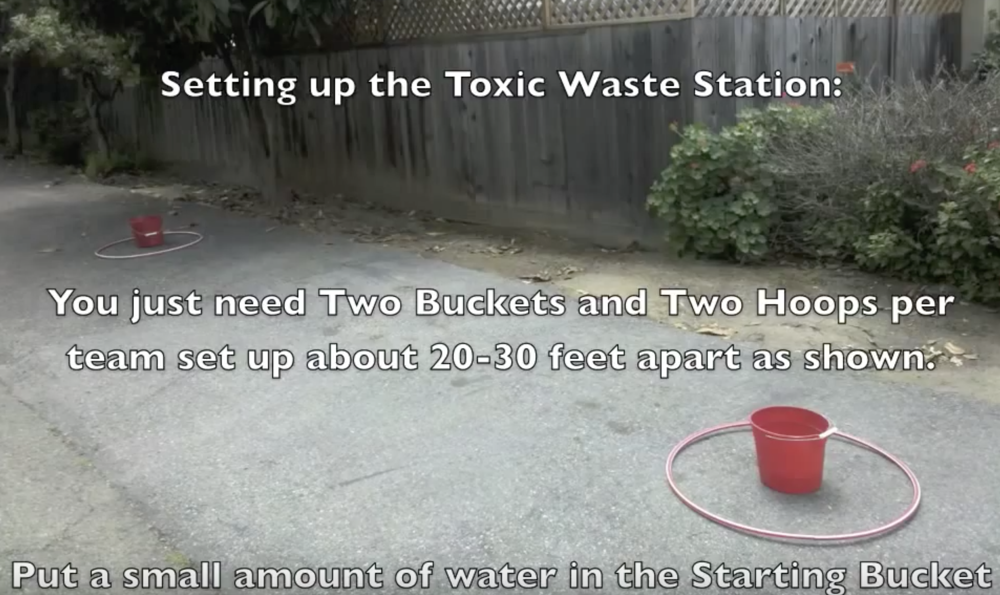 Setting up the Toxic Waste Station:
You just need Two Buckets and Two Hoops per
team set up about 20-30 feet apart as shown.
Put a small amount of water in the Starting Bucket